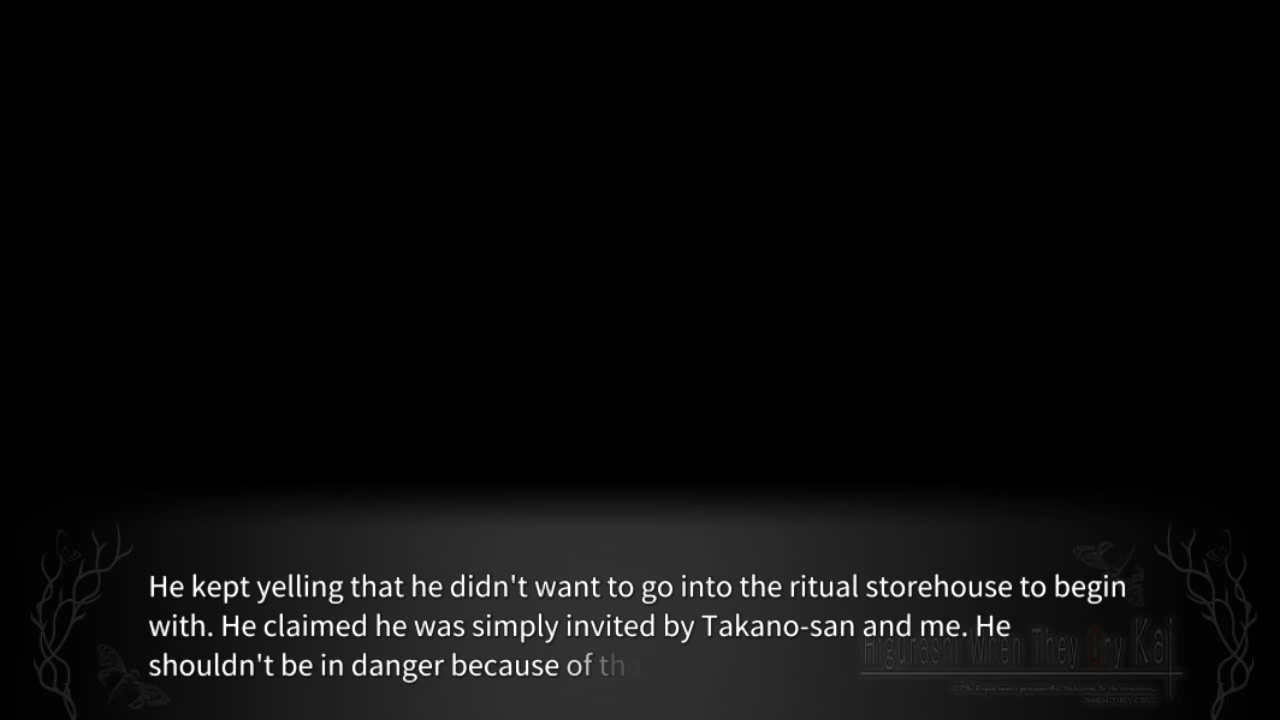 He kept yelling that he didn't want to go into the ritual storehouse to begin
with. He claimed he was simply invited by Takano-san and me. He
shouldn't be in danger because of th
Higurashi When They Cry Kai